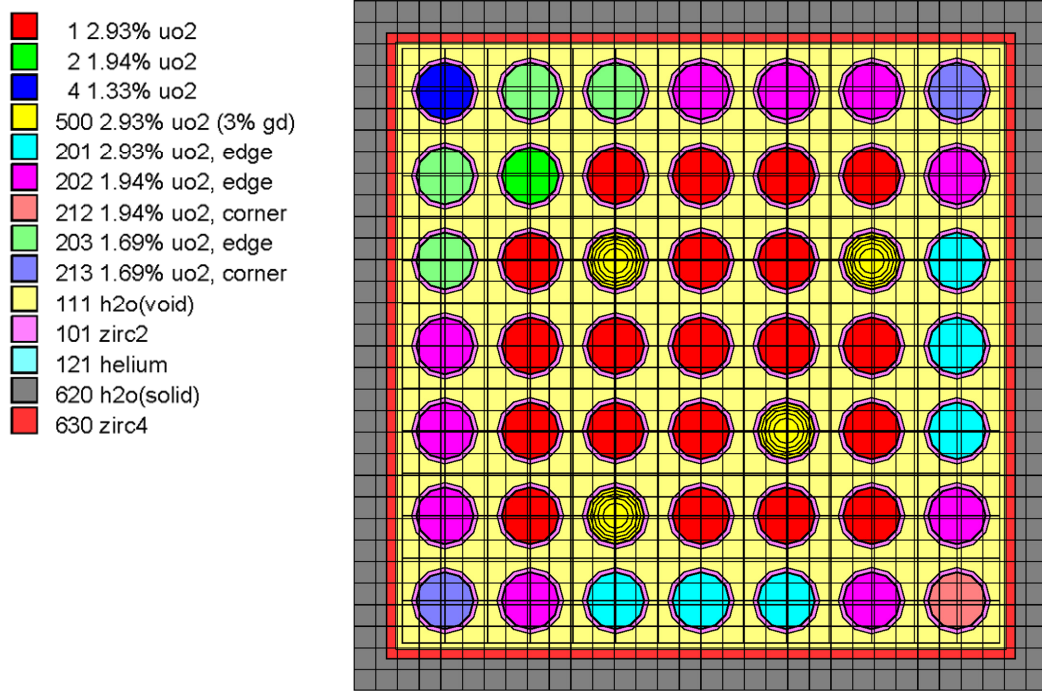 1 2.93% uo2
2 1.94% uo2
4 1.33% uo2
500 2.93% uo2 (3% gd)
201 2.93% uo2, edge
202 1.94% uo2, edge
212 1.94% uo2, corner
203 1.69% uo2, edge
213 1.69% uo2, corner
111 h2o(void)
101 zirc2
121 helium
620 h2o(solid)
630 zirc4